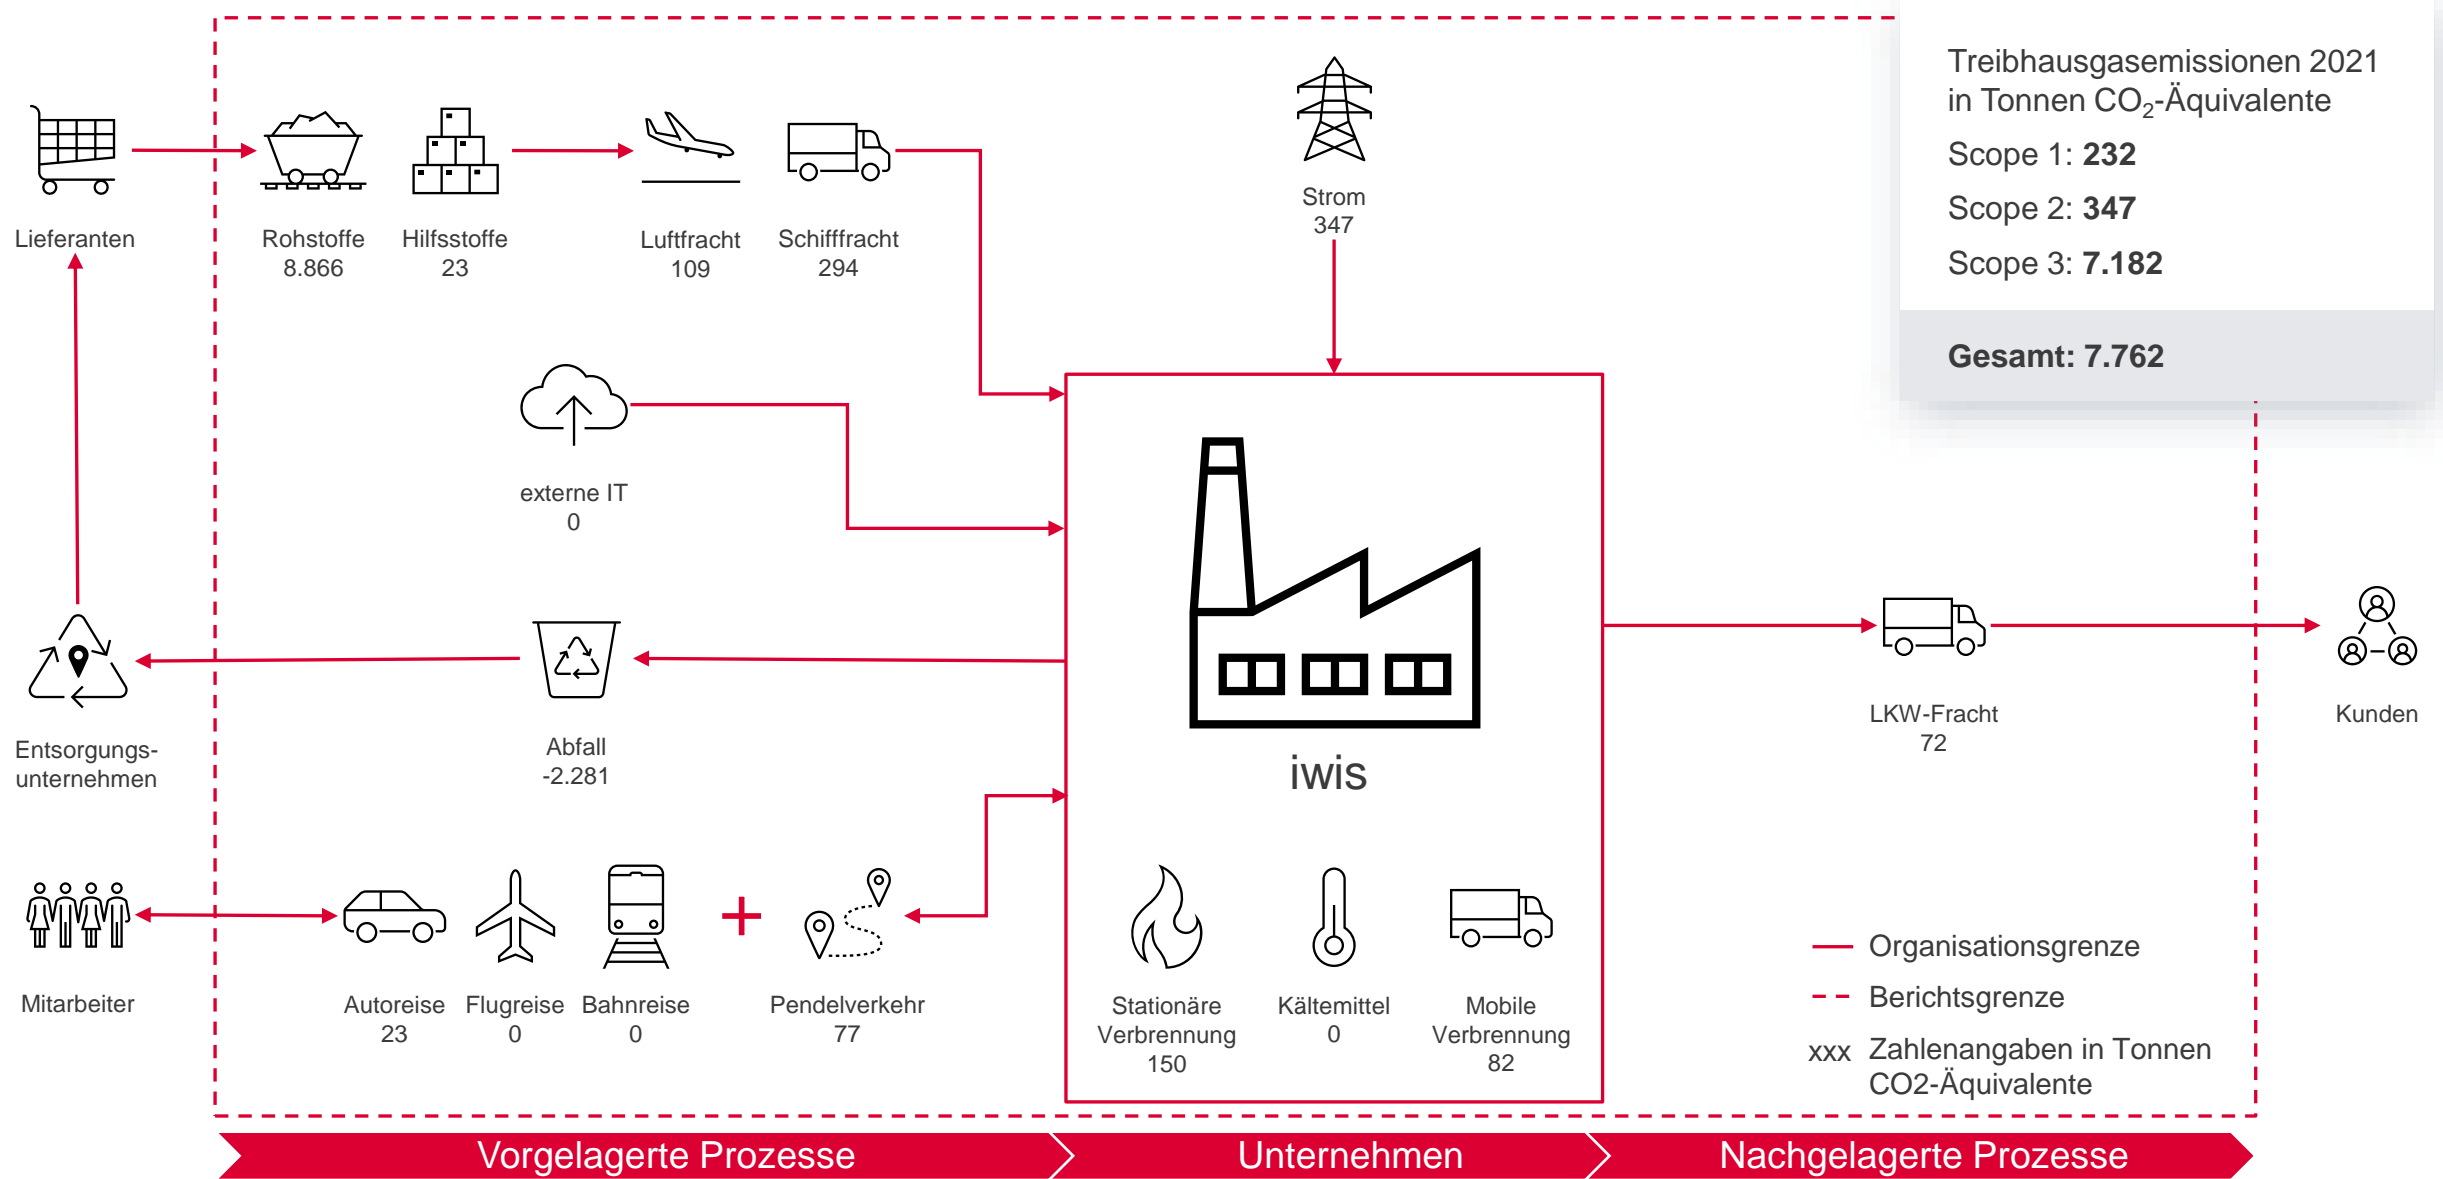 Treibhausgasemissionen 2021
in Tonnen CO₂-Äquivalente
Scope 1: 232
Scope 2: 347
Scope 3: 7.182
Gesamt: 7.762
Strom
347
Lieferanten
Rohstoffe
8.866
Hilfsstoffe
23
Luftfracht
109
Schifffracht
294
externe IT
0
Entsorgungs-
unternehmen
Abfall
-2.281
iwis
LKW-Fracht
72
Kunden
Mitarbeiter
Autoreise
23
Flugreise
0
Bahnreise
0
Pendelverkehr
77
Stationäre
Verbrennung
150
Kältemittel
0
Mobile
Verbrennung
82
Organisationsgrenze
Berichtsgrenze
xxx Zahlenangaben in Tonnen
CO2-Äquivalente
Vorgelagerte Prozesse
Unternehmen
Nachgelagerte Prozesse